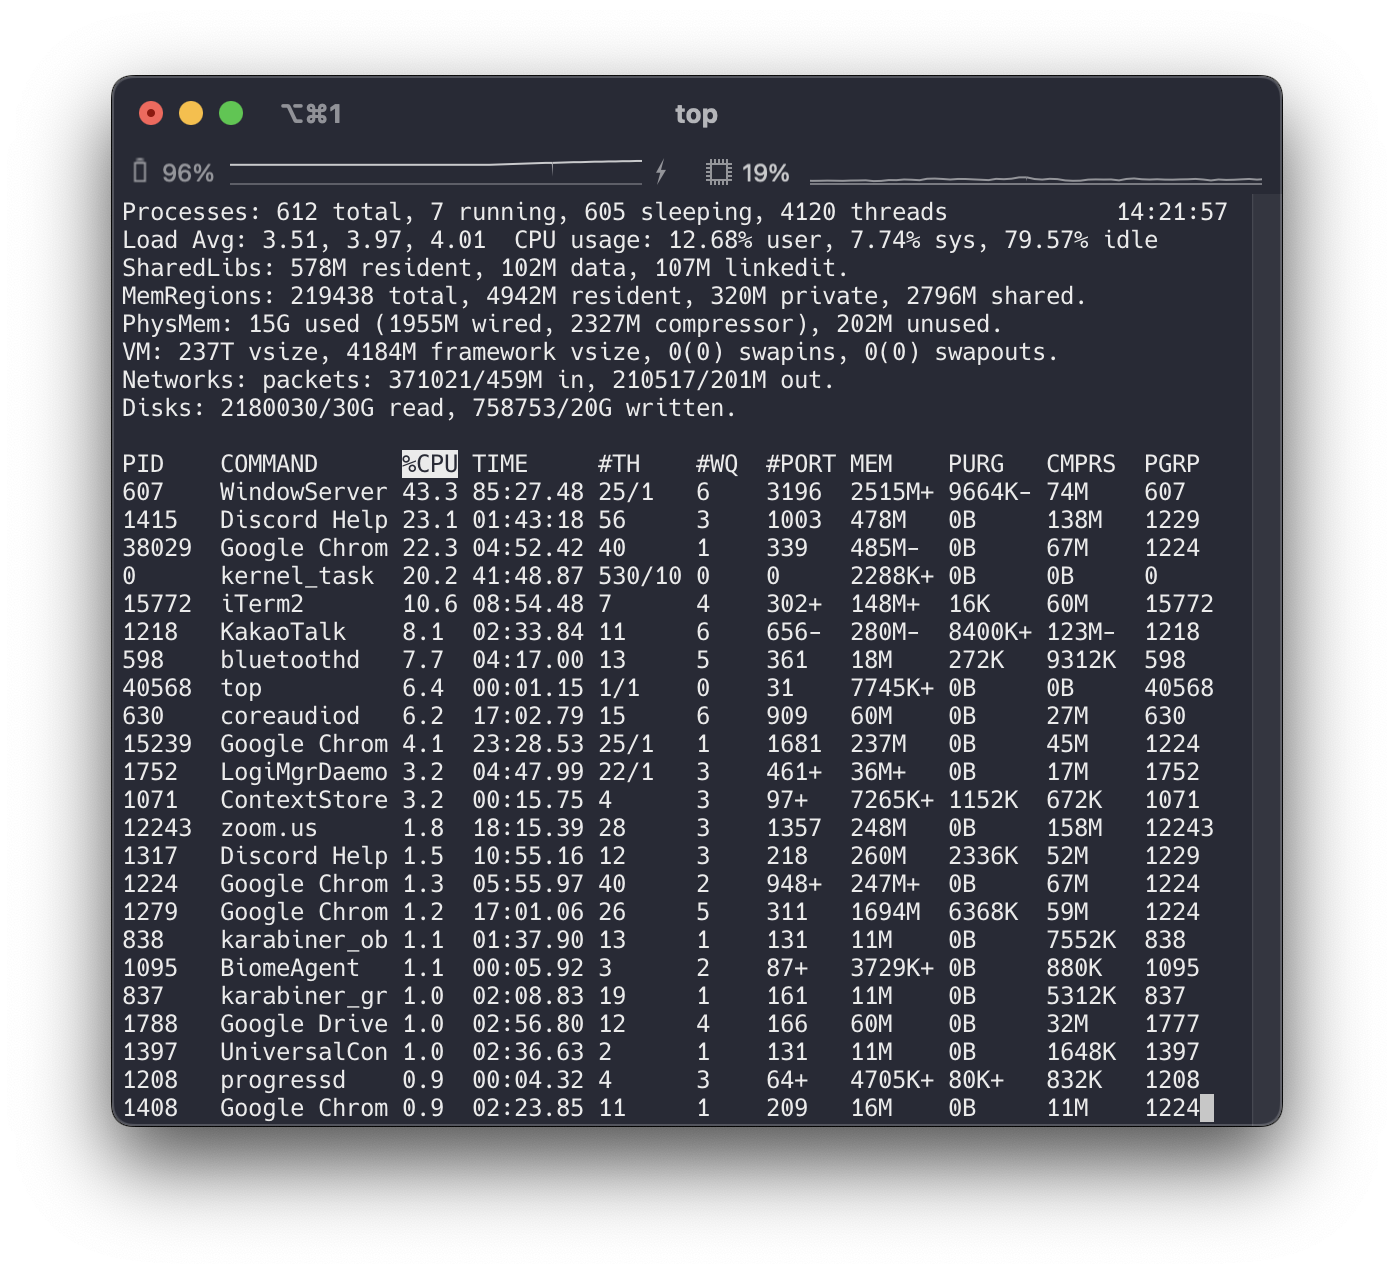 ⌥⌘1 top
96% 19%
Processes: 612 total, 7 running, 605 sleeping, 4120 threads 14:21:57
Load Avg: 3.51, 3.97, 4.01 CPU usage: 12.68% user, 7.74% sys, 79.57% idle
SharedLibs: 578M resident, 102M data, 107M linkedit.
MemRegions: 219438 total, 4942M resident, 320M private, 2796M shared.
PhysMem: 15G used (1955M wired, 2327M compressor), 202M unused.
VM: 237T vsize, 4184M framework vsize, 0(0) swapins, 0(0) swapouts.
Networks: packets: 371021/459M in, 210517/201M out.
Disks: 2180030/30G read, 758753/20G written.
PID COMMAND %CPU TIME #TH #WQ #PORT MEM PURG CMPRS PGRP
607 WindowServer 43.3 85:27.48 25/1 6 3196 2515M+ 9664K- 74M 607
1415 Discord Help 23.1 01:43:18 56 3 1003 478M 0B 138M 1229
38029 Google Chrom 22.3 04:52.42 40 1 339 485M- 0B 67M 1224
0 kernel_task 20.2 41:48.87 530/10 0 0 2288K+ 0B 0B 0
15772 iTerm2 10.6 08:54.48 7 4 302+ 148M+ 16K 60M 15772
1218 KakaoTalk 8.1 02:33.84 11 6 656- 280M- 8400K+ 123M- 1218
598 bluetoothd 7.7 04:17.00 13 5 361 18M 272K 9312K 598
40568 top 6.4 00:01.15 1/1 0 31 7745K+ 0B 0B 40568
630 coreaudiod 6.2 17:02.79 15 6 909 60M 0B 27M 630
15239 Google Chrom 4.1 23:28.53 25/1 1 1681 237M 0B 45M 1224
1752 LogiMgrDaemo 3.2 04:47.99 22/1 3 461+ 36M+ 0B 17M 1752
1071 ContextStore 3.2 00:15.75 4 3 97+ 7265K+ 1152K 672K 1071
12243 zoom.us 1.8 18:15.39 28 3 1357 248M 0B 158M 12243
1317 Discord Help 1.5 10:55.16 12 3 218 260M 2336K 52M 1229
1224 Google Chrom 1.3 05:55.97 40 2 948+ 247M+ 0B 67M 1224
1279 Google Chrom 1.2 17:01.06 26 5 311 1694M 6368K 59M 1224
838 karabiner_ob 1.1 01:37.90 13 1 131 11M 0B 7552K 838
1095 BiomeAgent 1.1 00:05.92 3 2 87+ 3729K+ 0B 880K 1095
837 karabiner_gr 1.0 02:08.83 19 1 161 11M 0B 5312K 837
1788 Google Drive 1.0 02:56.80 12 4 166 60M 0B 32M 1777
1397 UniversalCon 1.0 02:36.63 2 1 131 11M 0B 1648K 1397
1208 progressd 0.9 00:04.32 4 3 64+ 4705K+ 80K+ 832K 1208
1408 Google Chrom 0.9 02:23.85 11 1 209 16M 0B 11M 1224